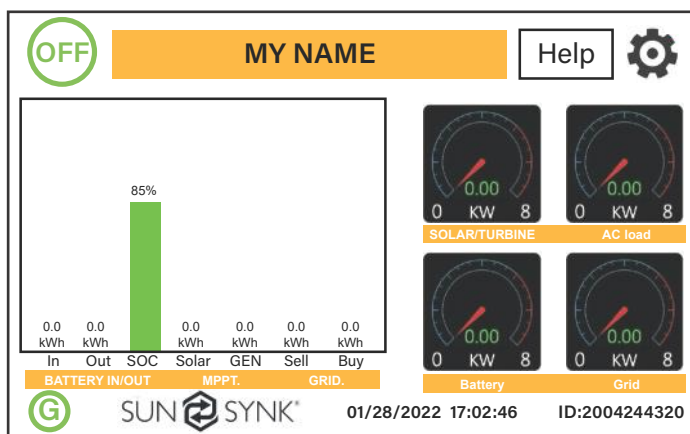 OFF
MY NAME
Help
85%
0.0 0.0 0.0 0.0 0.0 0.0
kWh kWh kWh kWh kWh kWh
In Out SOC Solar GEN Sell Buy
BATTERY IN/OUT MPPT. GRID.
0.00
0 KW 8
SOLAR/TURBINE
0.00
0 KW 8
AC load
0.00
0 KW 8
Battery
0.00
0 KW 8
Grid
G
SUN SYNK®
01/28/2022 17:02:46
ID:2004244320